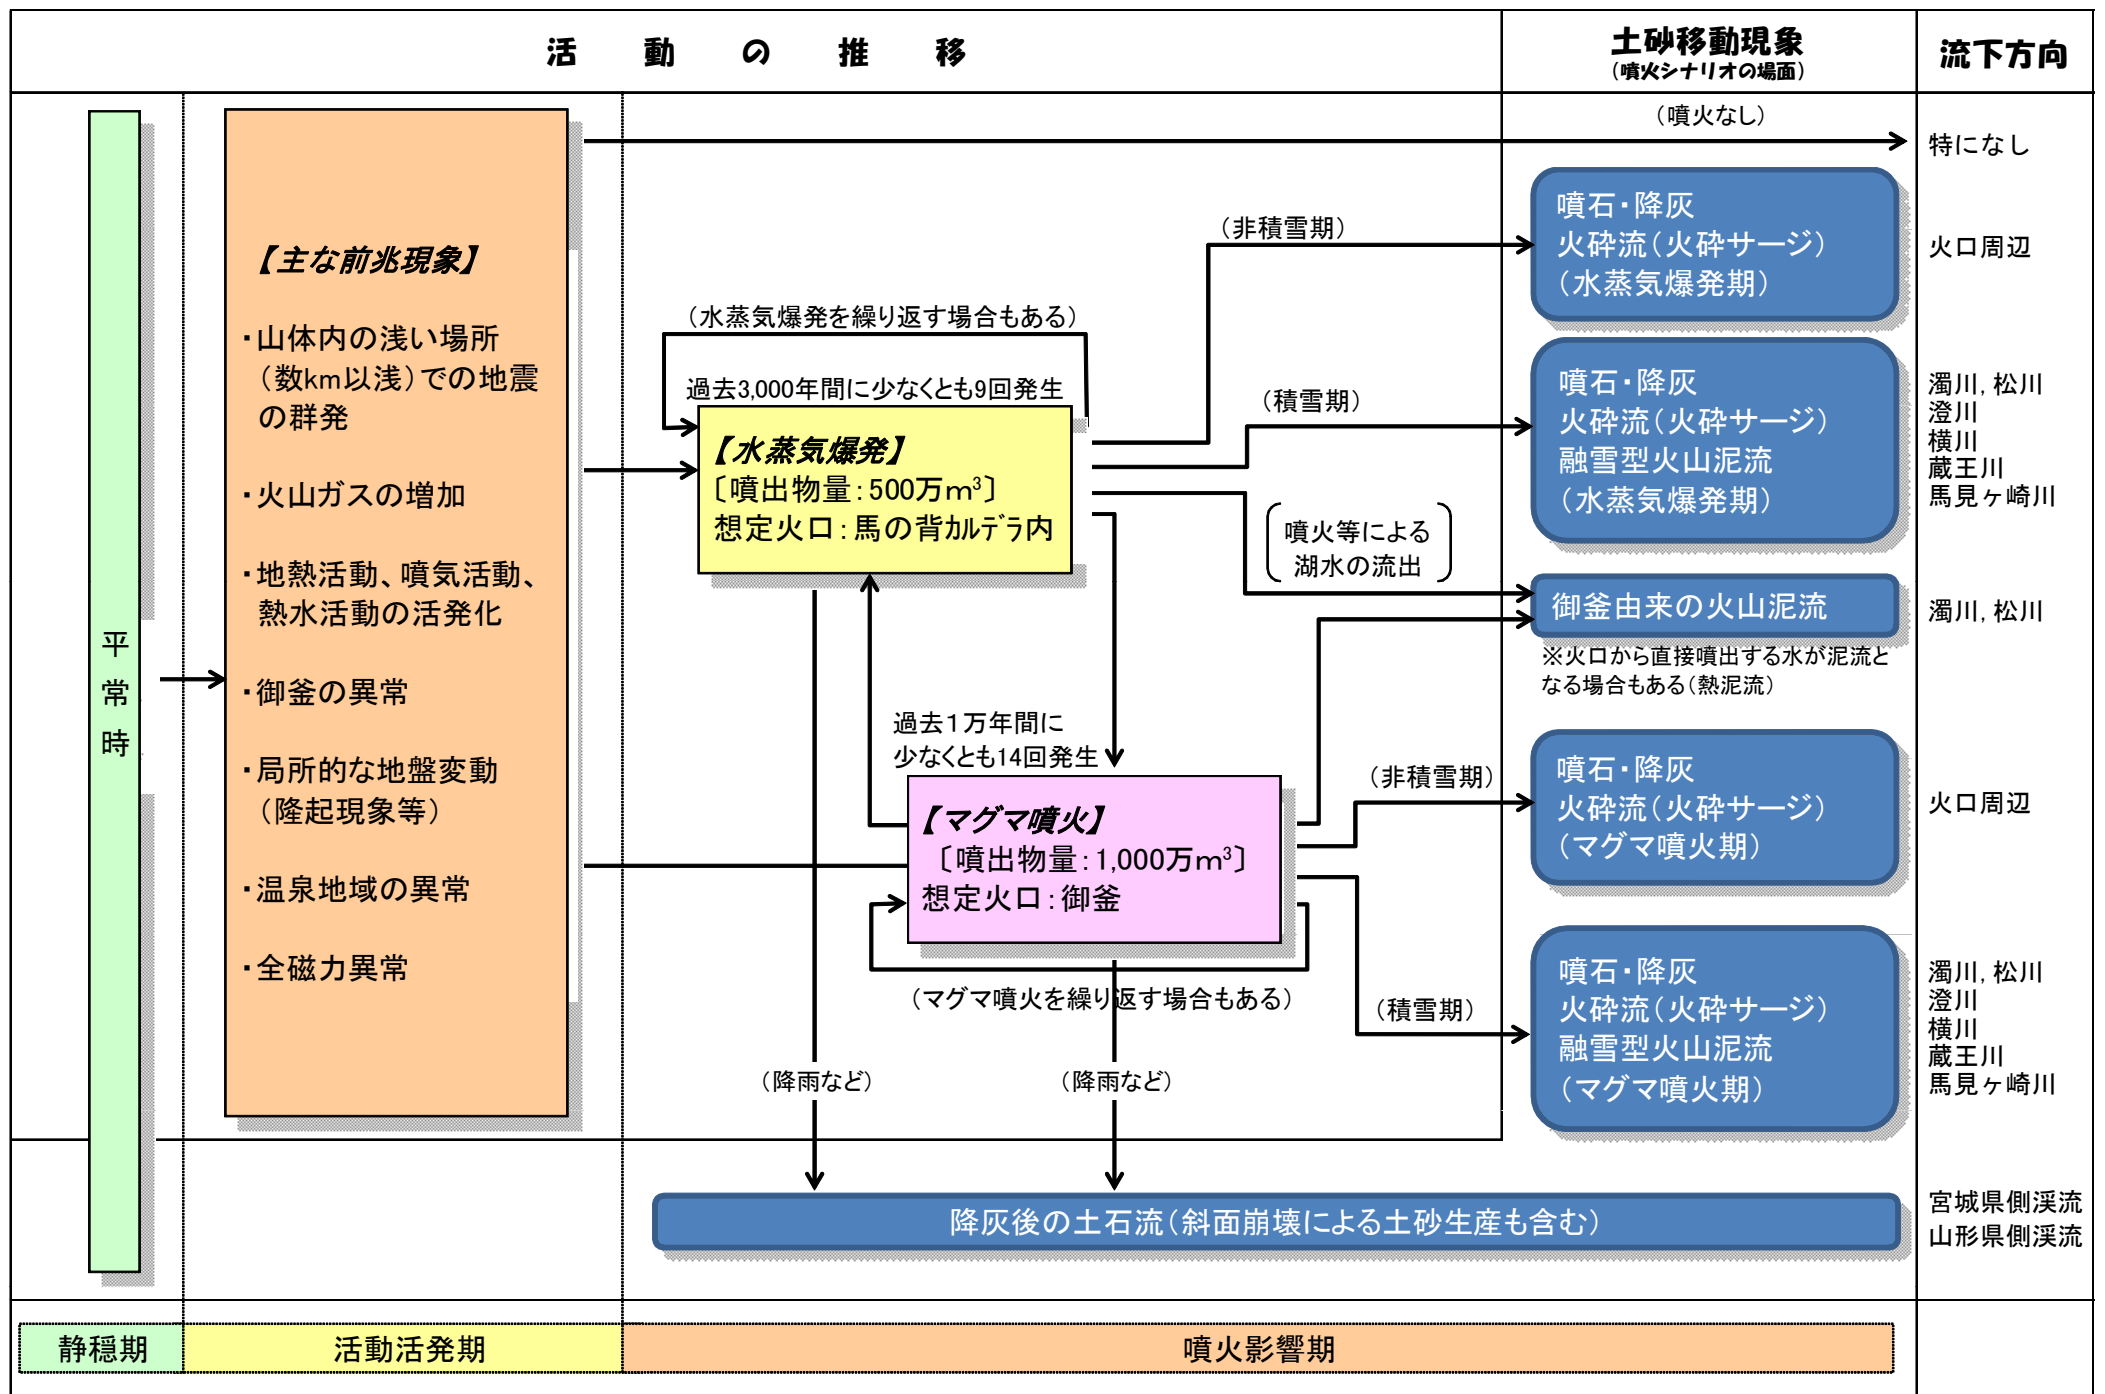 活動の推移
土砂移動現象
（噴火シナリオの場面）
流下方向
平常時
【主な前兆現象】
・山体内の浅い場所
（数km以浅）での地震
の群発
・火山ガスの増加
・地熱活動、噴気活動、
熱水活動の活発化
・御釜の異常
・局所的な地盤変動
（隆起現象等）
・温泉地域の異常
・全磁力異常
（噴火なし）
特になし
（水蒸気爆発を繰り返す場合もある）
過去3,000年間に少なくとも9回発生
【水蒸気爆発】
〔噴出物量：500万m³〕
想定火口：馬の背カルデラ内
（非積雪期）
噴石・降灰
火砕流（火砕サージ）
（水蒸気爆発期）
火口周辺
（積雪期）
噴石・降灰
火砕流（火砕サージ）
融雪型火山泥流
（水蒸気爆発期）
濁川，松川
澄川
横川
蔵王川
馬見ヶ崎川
噴火等による
湖水の流出
御釜由来の火山泥流
濁川，松川
※火口から直接噴出する水が泥流と
なる場合もある（熱泥流）
過去１万年間に
少なくとも14回発生
【マグマ噴火】
〔噴出物量：1,000万m³〕
想定火口：御釜
（マグマ噴火を繰り返す場合もある）
（非積雪期）
噴石・降灰
火砕流（火砕サージ）
（マグマ噴火期）
火口周辺
（積雪期）
噴石・降灰
火砕流（火砕サージ）
融雪型火山泥流
（マグマ噴火期）
濁川，松川
澄川
横川
蔵王川
馬見ヶ崎川
（降雨など）
（降雨など）
降灰後の土石流（斜面崩壊による土砂生産も含む）
宮城県側渓流
山形県側渓流
静穏期
活動活発期
噴火影響期